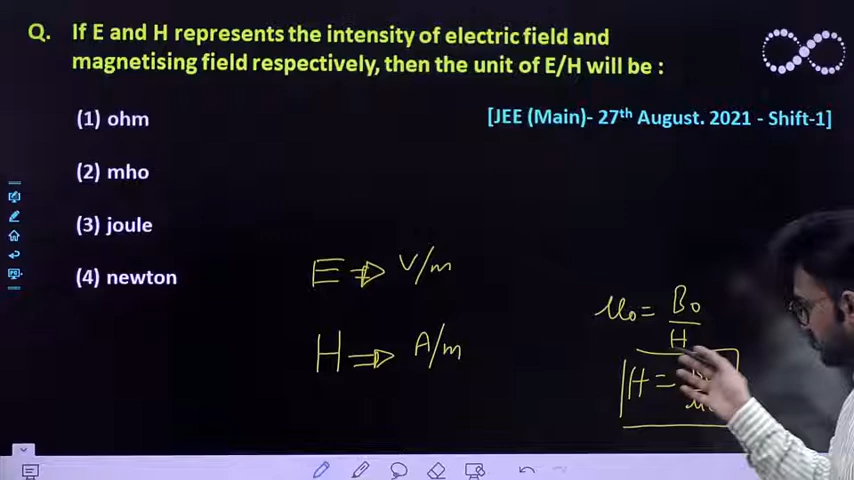 Q. If E and H represents the intensity of electric field and
magnetising field respectively, then the unit of E/H will be :
(1) ohm
[JEE (Main)- 27th August. 2021 - Shift-1]
(2) mho
(3) joule
(4) newton
E ⇒ V/m
H ⇒ A/m
μ₀ = B₀/H
H =